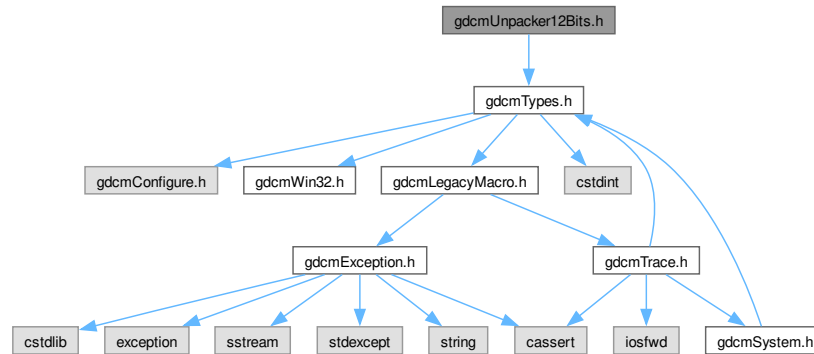 gdcmUnpacker12Bits.h
gdcmTypes.h
gdcmConfigure.h
gdcmWin32.h
gdcmLegacyMacro.h
cstdint
gdcmException.h
gdcmTrace.h
cstdlib
exception
sstream
stdexcept
string
cassert
iosfwd
gdcmSystem.h